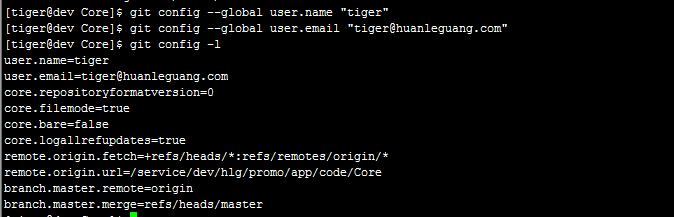 [tiger@dev Core]$ git config --global user.name "tiger"
[tiger@dev Core]$ git config --global user.email "tiger@huanleguang.com"
[tiger@dev Core]$ git config -l
user.name=tiger
user.email=tiger@huanleguang.com
core.repositoryformatversion=0
core.filemode=true
core.bare=false
core.logallrefupdates=true
remote.origin.fetch=+refs/heads/*:refs/remotes/origin/*
remote.origin.url=/service/dev/hlg/promo/app/code/Core
branch.master.remote=origin
branch.master.merge=refs/heads/master